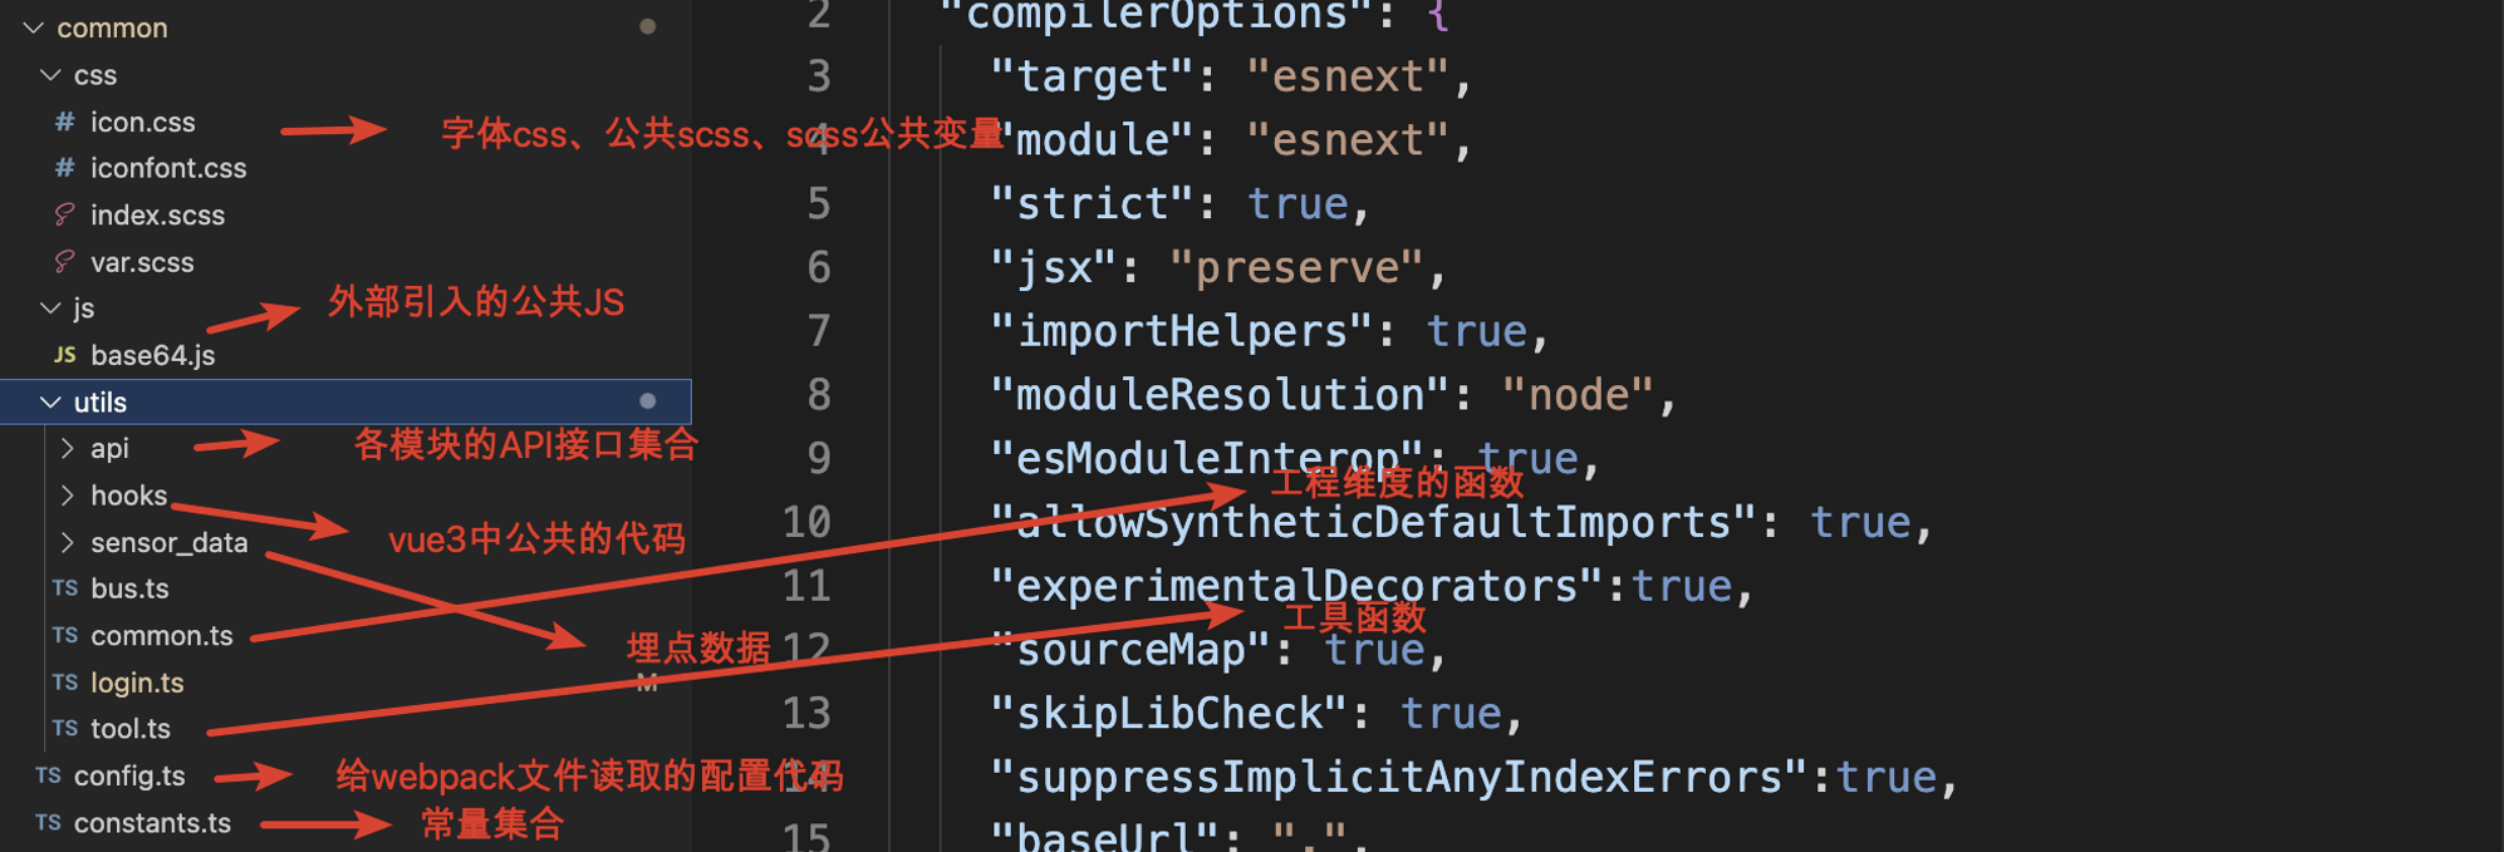 common
css
icon.css
字体css、公共scss、scss公共变量
iconfont.css
index.scss
var.scss
js
外部引入的公共JS
JS base64.js
utils
api
各模块的API接口集合
hooks
vue3中公共的代码
sensor_data
埋点数据
TS bus.ts
TS common.ts
工程维度的函数
TS login.ts M
TS tool.ts
工具函数
TS config.ts
给webpack文件读取的配置代码
TS constants.ts
常量集合
2 "compilerOptions": {
3 "target": "esnext",
4 "module": "esnext",
5 "strict": true,
6 "jsx": "preserve",
7 "importHelpers": true,
8 "moduleResolution": "node",
9 "esModuleInterop": true,
10 "allowSyntheticDefaultImports": true,
11 "experimentalDecorators":true,
12 "sourceMap": true,
13 "skipLibCheck": true,
14 "suppressImplicitAnyIndexErrors":true,
15 "baseUrl": ".",